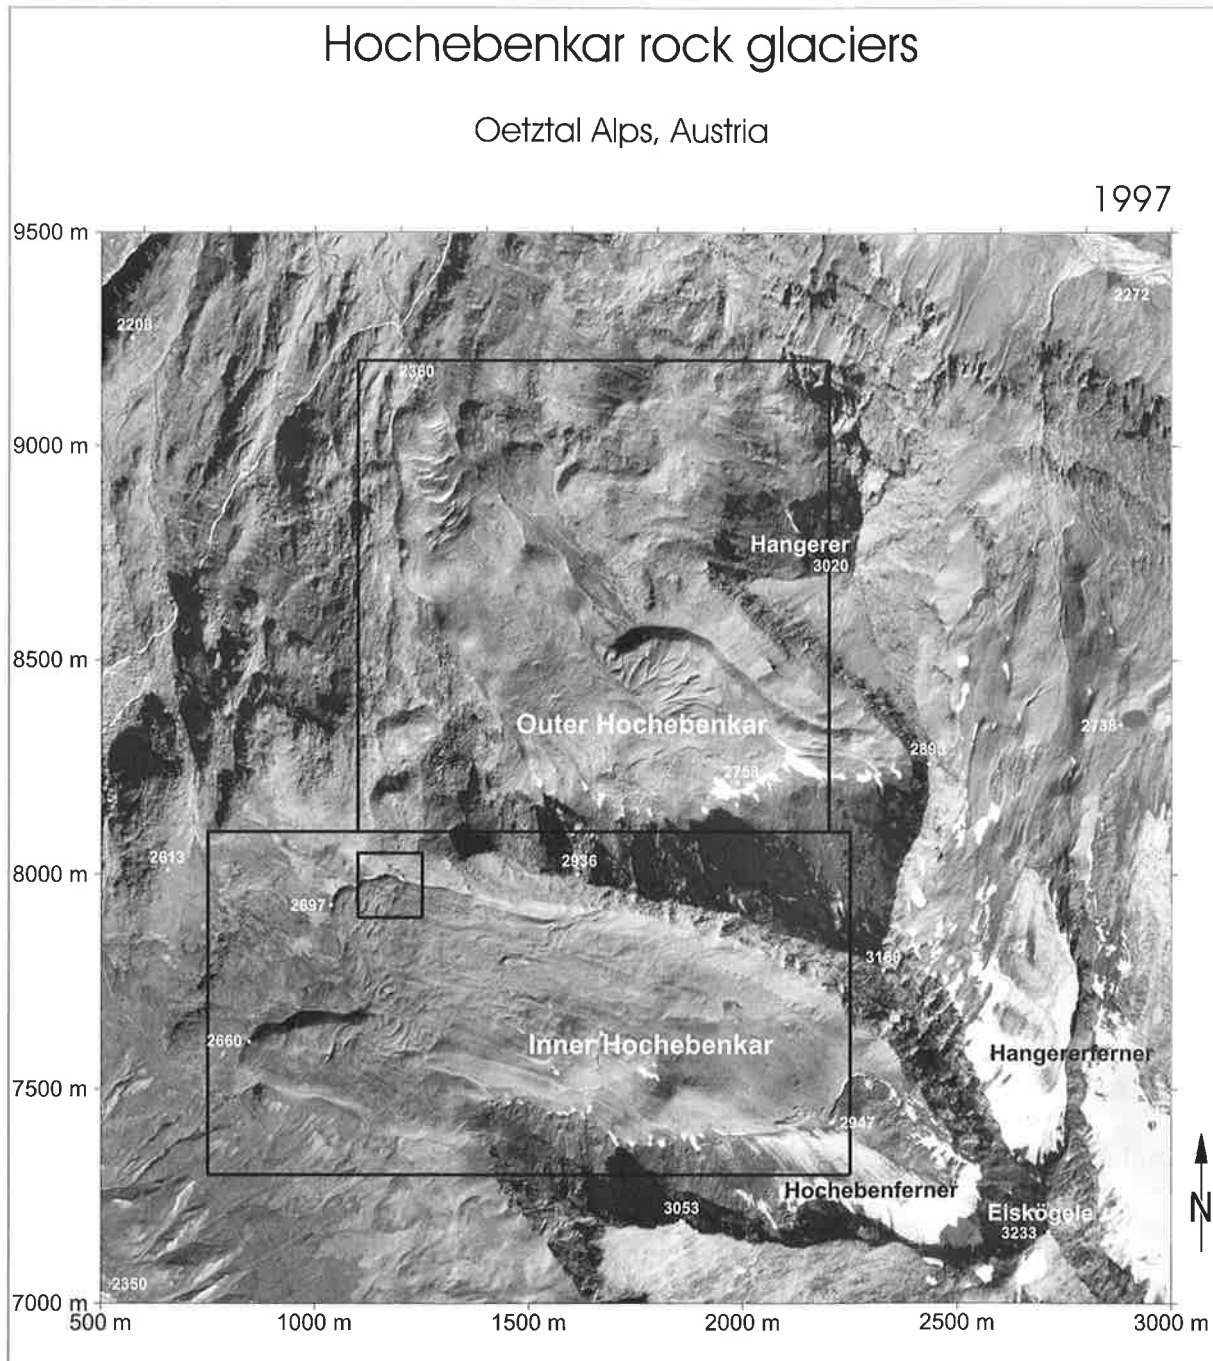 Hochebenkar rock glaciers
Oetztal Alps, Austria
1997
9500 m
2272
2208
2360
9000 m
Hangerer
3020
8500 m
Outer Hochebenkar
2738
2893
2758
8000 m
2613
2936
2697
3169
2660
Inner Hochebenkar
Hangererferner
7500 m
2947
Hochebenferner
3053
Eiskögele
3233
N
2350
7000 m
500 m
1000 m
1500 m
2000 m
2500 m
3000 m